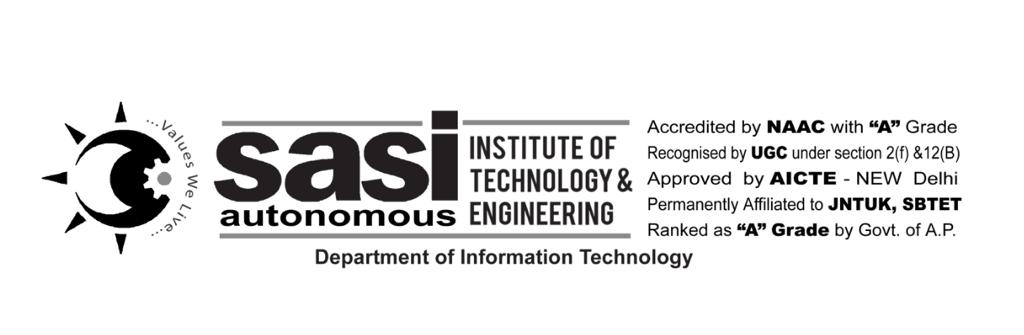 ...Values We Live...
sasi
autonomous
INSTITUTE OF
TECHNOLOGY &
ENGINEERING
Accredited by NAAC with “A” Grade
Recognised by UGC under section 2(f) &12(B)
Approved by AICTE - NEW Delhi
Permanently Affiliated to JNTUK, SBTET
Ranked as “A” Grade by Govt. of A.P.
Department of Information Technology